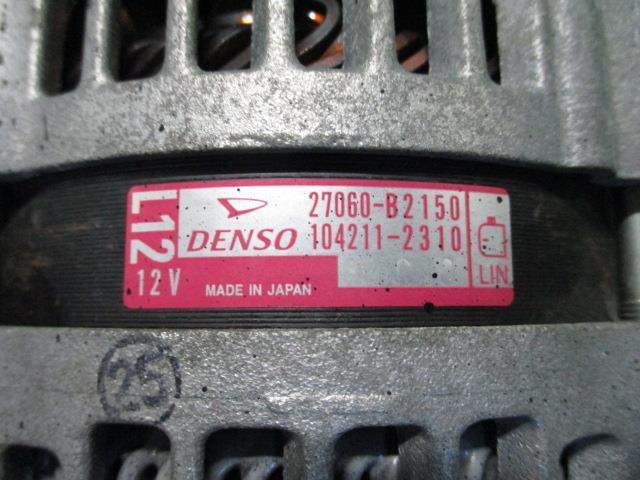 L12
27060-B2150
DENSO 104211-2310
12V
MADE IN JAPAN
LIN
25